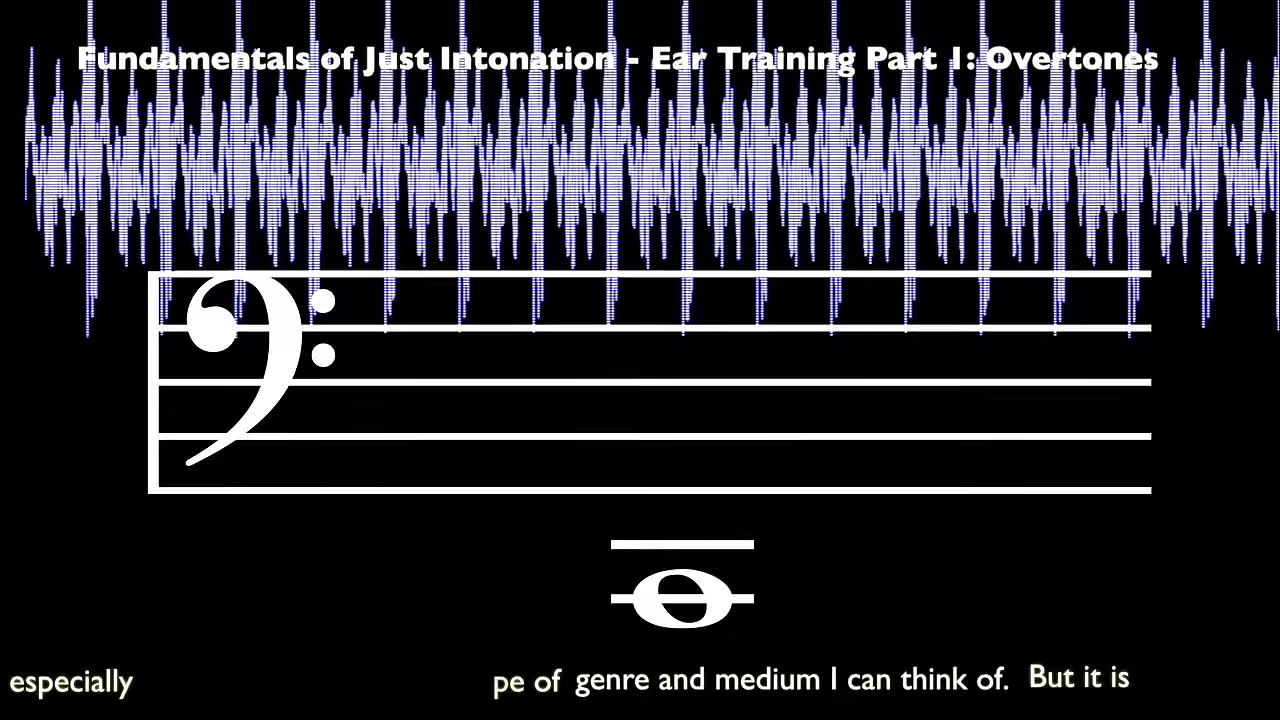 Fundamentals of Just Intonation - Ear Training Part 1: Overtones
especially pe of genre and medium I can think of. But it is